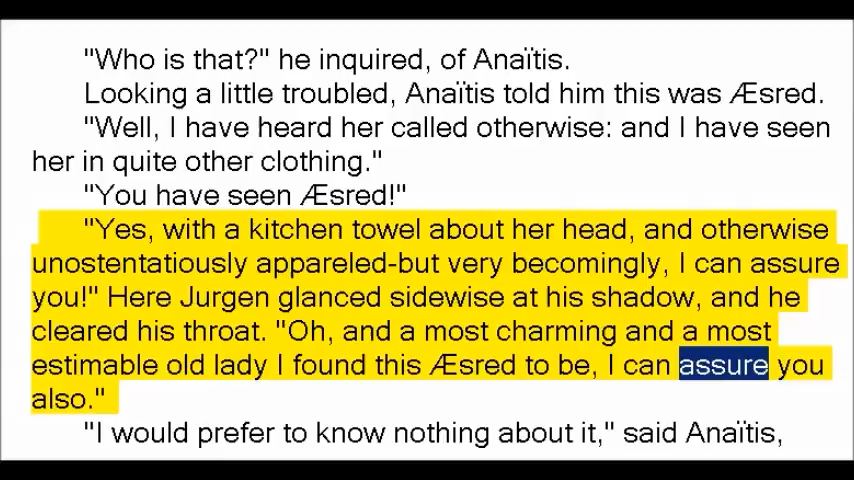 "Who is that?" he inquired, of Anaïtis.
Looking a little troubled, Anaïtis told him this was Æsred.
"Well, I have heard her called otherwise: and I have seen
her in quite other clothing."
"You have seen Æsred!"
"Yes, with a kitchen towel about her head, and otherwise
unostentatiously appareled-but very becomingly, I can assure
you!" Here Jurgen glanced sidewise at his shadow, and he
cleared his throat. "Oh, and a most charming and a most
estimable old lady I found this Æsred to be, I can assure you
also."
"I would prefer to know nothing about it," said Anaïtis,